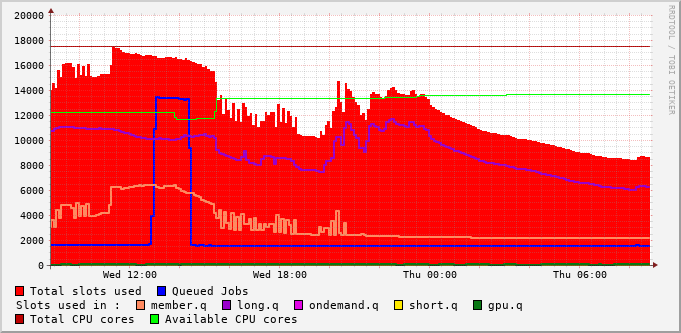 20000
18000
16000
14000
12000
10000
8000
6000
4000
2000
0
Wed 12:00 Wed 18:00 Thu 00:00 Thu 06:00
RRDTOOL / TOBI OETIKER
Total slots used Queued Jobs
Slots used in : member.q long.q ondemand.q short.q gpu.q
Total CPU cores Available CPU cores